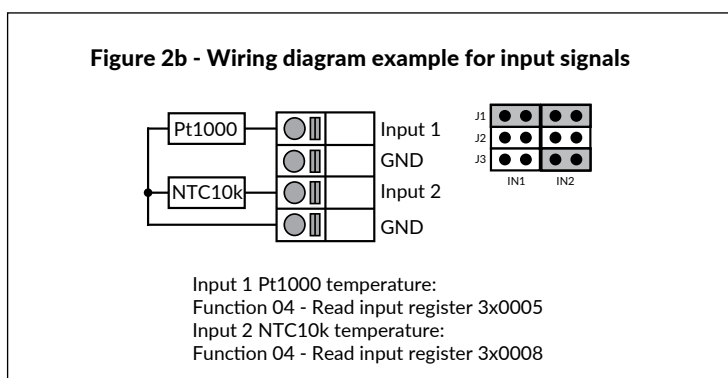 Figure 2b - Wiring diagram example for input signals
Pt1000
Input 1
GND
NTC10k
Input 2
GND
J1
J2
J3
IN1 IN2
Input 1 Pt1000 temperature:
Function 04 - Read input register 3x0005
Input 2 NTC10k temperature:
Function 04 - Read input register 3x0008